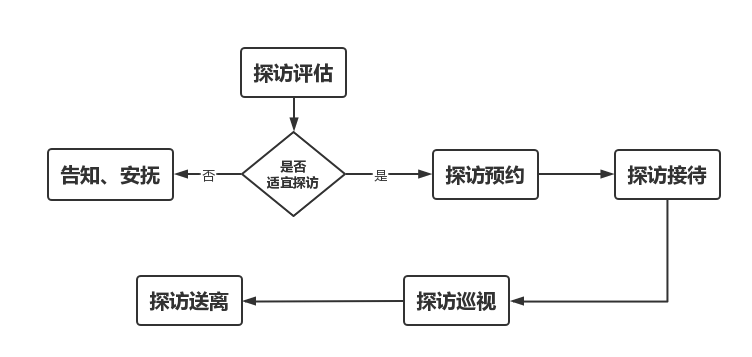 探访评估
是否
适宜探访
告知、安抚
否
是
探访预约
探访接待
探访送离
探访巡视